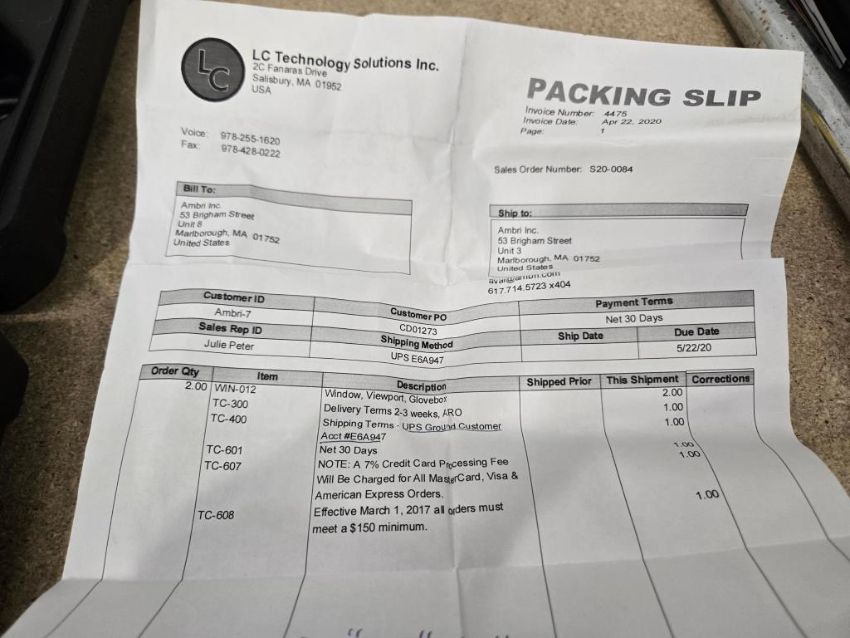 LC
LC Technology Solutions Inc.
2C Fanaras Drive
Salisbury, MA 01952
USA
PACKING SLIP
Invoice Number: 4475
Invoice Date: Apr 22, 2020
Page: 1
Voice: 978-255-1620
Fax: 978-428-0222
Sales Order Number: S20-0084
Bill To:
Ambri Inc.
53 Brigham Street
Unit 8
Marlborough, MA 01752
United States
Ship to:
Ambri Inc.
53 Brigham Street
Unit 3
Marlborough, MA 01752
United States
617.714.5723 x404
Customer ID Customer PO Payment Terms
Ambri-7 CD01273 Net 30 Days
Sales Rep ID Shipping Method Ship Date Due Date
Julie Peter UPS E6A947 5/22/20
Order Qty Item Description Shipped Prior This Shipment Corrections
2.00 WIN-012 Window, Viewport, Glovebox 2.00
TC-300 Delivery Terms 2-3 weeks, ARO 1.00
TC-400 Shipping Terms - UPS Ground Customer 1.00
Acct #E6A947
TC-601 Net 30 Days 1.00
TC-607 NOTE: A 7% Credit Card Processing Fee 1.00
Will Be Charged for All MasterCard, Visa &
American Express Orders.
TC-608 Effective March 1, 2017 all orders must 1.00
meet a $150 minimum.